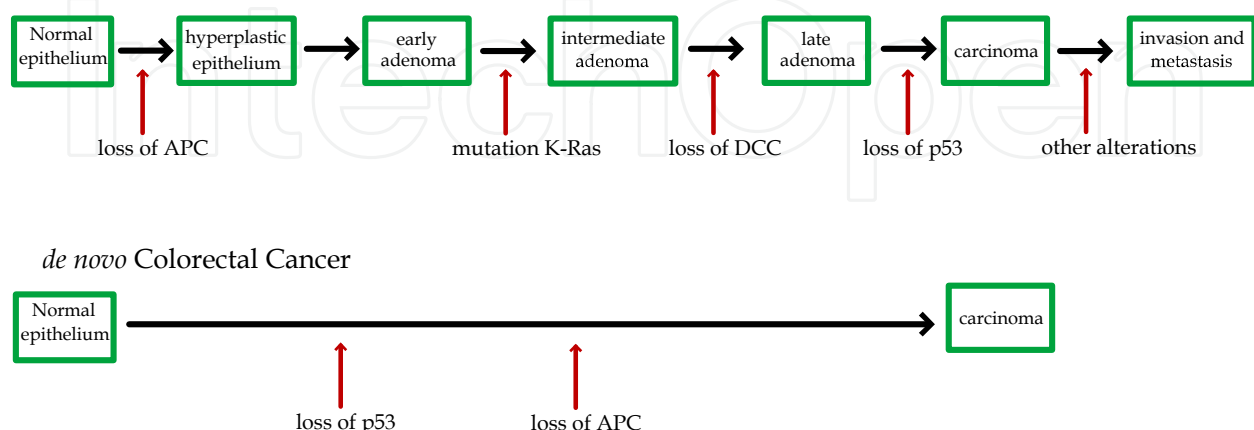 Normal
epithelium
hyperplastic
epithelium
early
adenoma
intermediate
adenoma
late
adenoma
carcinoma
invasion and
metastasis
loss of APC
mutation K-Ras
loss of DCC
loss of p53
other alterations
IntechOpen
de novo Colorectal Cancer
Normal
epithelium
carcinoma
loss of p53
loss of APC